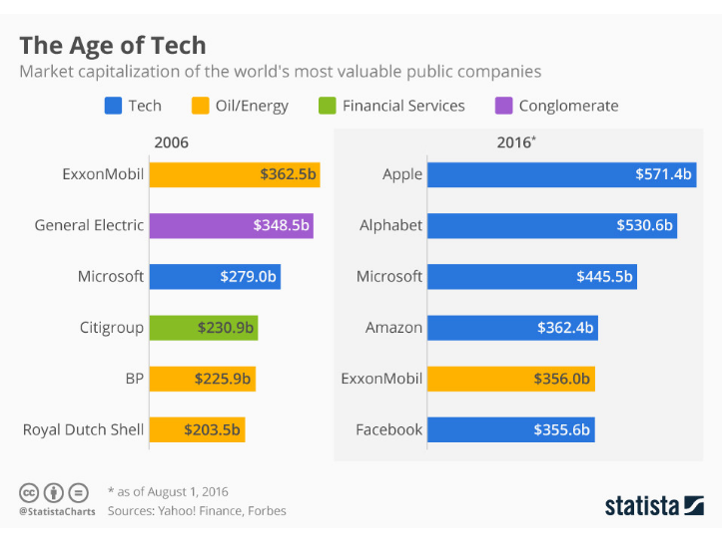 The Age of Tech
Market capitalization of the world's most valuable public companies
Tech Oil/Energy Financial Services Conglomerate
2006
ExxonMobil $362.5b
General Electric $348.5b
Microsoft $279.0b
Citigroup $230.9b
BP $225.9b
Royal Dutch Shell $203.5b
2016*
Apple $571.4b
Alphabet $530.6b
Microsoft $445.5b
Amazon $362.4b
ExxonMobil $356.0b
Facebook $355.6b
cc
@StatistaCharts
* as of August 1, 2016
Sources: Yahoo! Finance, Forbes
statista